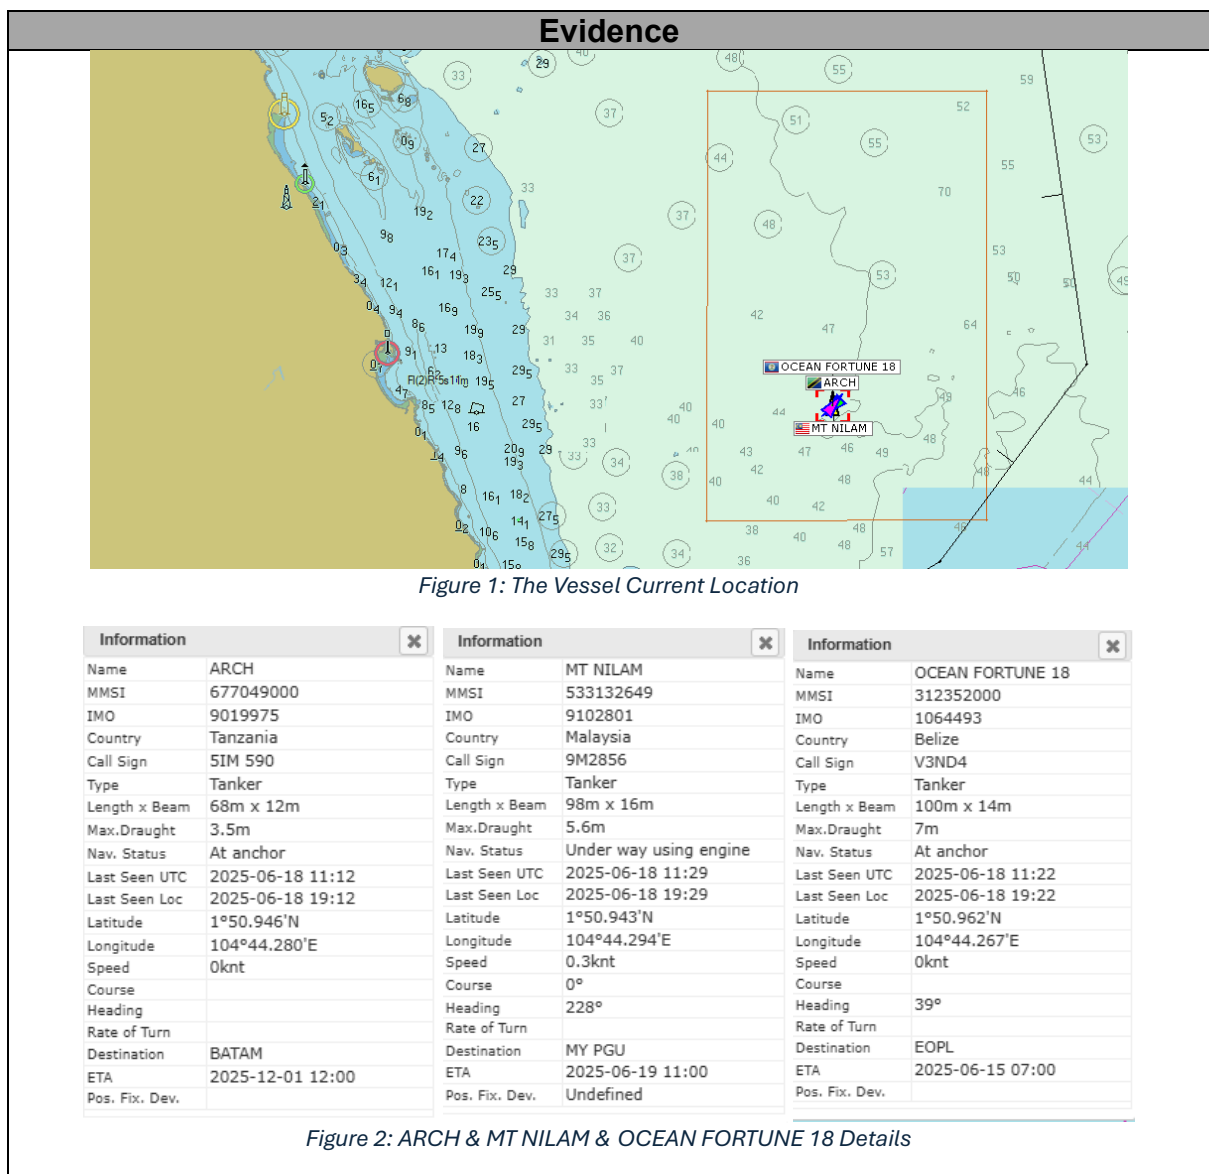 Evidence
OCEAN FORTUNE 18
ARCH
MT NILAM
Fl(2)R 5s11m
Figure 1: The Vessel Current Location
Information
Name ARCH
MMSI 677049000
IMO 9019975
Country Tanzania
Call Sign 5IM 590
Type Tanker
Length x Beam 68m x 12m
Max.Draught 3.5m
Nav. Status At anchor
Last Seen UTC 2025-06-18 11:12
Last Seen Loc 2025-06-18 19:12
Latitude 1°50.946'N
Longitude 104°44.280'E
Speed 0knt
Course
Heading
Rate of Turn
Destination BATAM
ETA 2025-12-01 12:00
Pos. Fix. Dev.
Information
Name MT NILAM
MMSI 533132649
IMO 9102801
Country Malaysia
Call Sign 9M2856
Type Tanker
Length x Beam 98m x 16m
Max.Draught 5.6m
Nav. Status Under way using engine
Last Seen UTC 2025-06-18 11:29
Last Seen Loc 2025-06-18 19:29
Latitude 1°50.943'N
Longitude 104°44.294'E
Speed 0.3knt
Course 0°
Heading 228°
Rate of Turn
Destination MY PGU
ETA 2025-06-19 11:00
Pos. Fix. Dev. Undefined
Information
Name OCEAN FORTUNE 18
MMSI 312352000
IMO 1064493
Country Belize
Call Sign V3ND4
Type Tanker
Length x Beam 100m x 14m
Max.Draught 7m
Nav. Status At anchor
Last Seen UTC 2025-06-18 11:22
Last Seen Loc 2025-06-18 19:22
Latitude 1°50.962'N
Longitude 104°44.267'E
Speed 0knt
Course
Heading 39°
Rate of Turn
Destination EOPL
ETA 2025-06-15 07:00
Pos. Fix. Dev.
Figure 2: ARCH & MT NILAM & OCEAN FORTUNE 18 Details